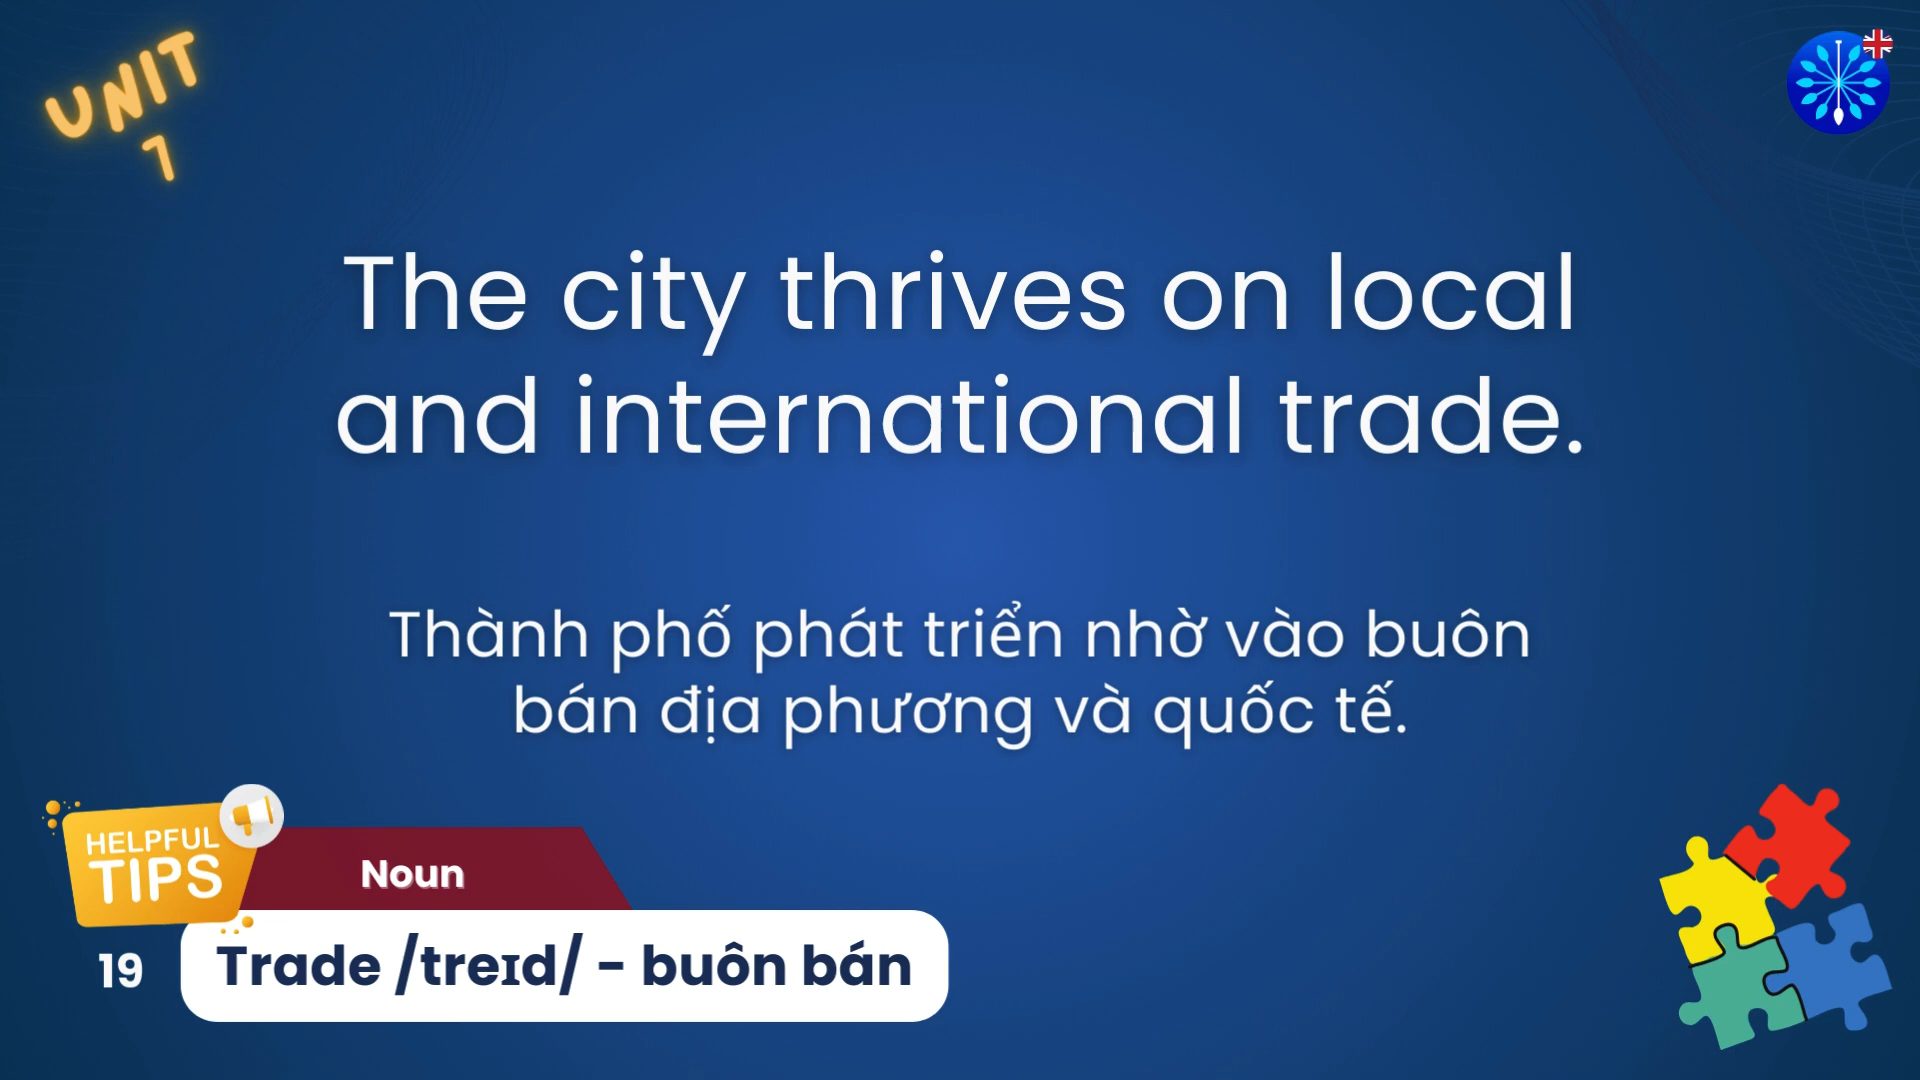 UNIT
1
The city thrives on local
and international trade.
Thành phố phát triển nhờ vào buôn
bán địa phương và quốc tế.
HELPFUL
TIPS
Noun
19
Trade /treɪd/ - buôn bán